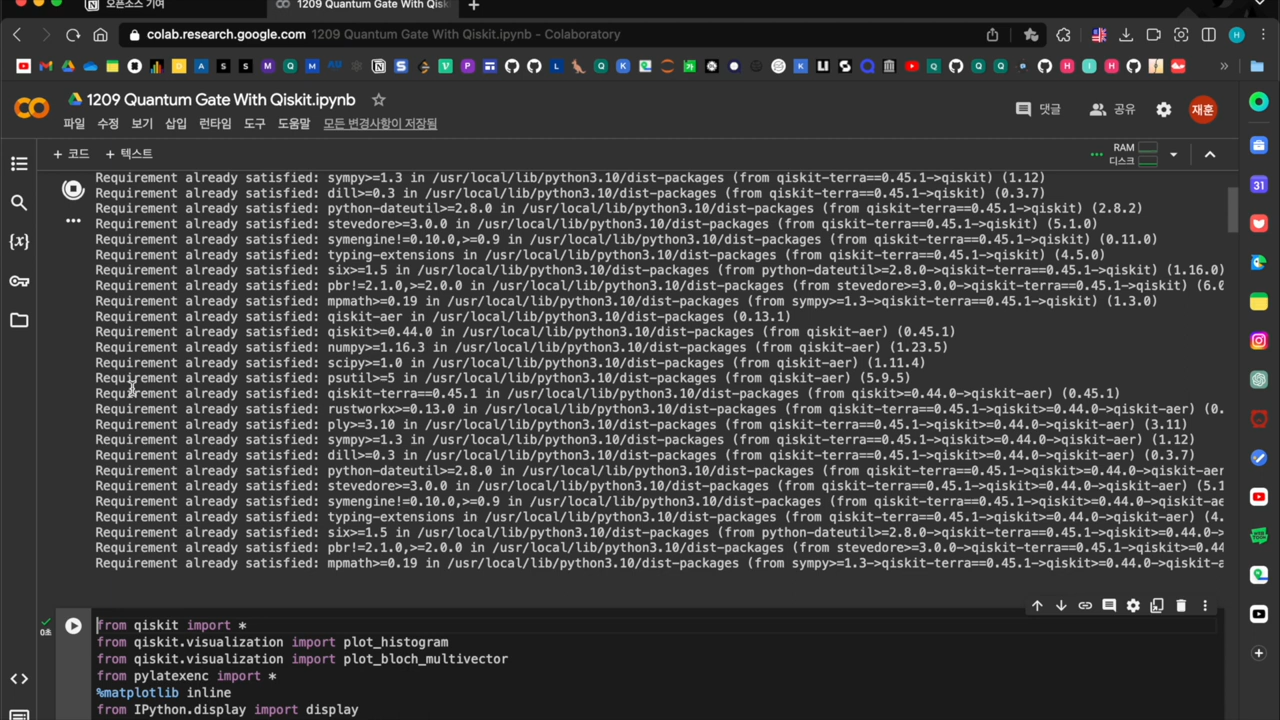 오픈소스 기여
1209 Quantum Gate With Qisk
colab.research.google.com 1209 Quantum Gate With Qiskit.ipynb - Colaboratory
1209 Quantum Gate With Qiskit.ipynb
댓글
공유
재훈
파일 수정 보기 삽입 런타임 도구 도움말 모든 변경사항이 저장됨
+ 코드 + 텍스트
RAM
디스크
Requirement already satisfied: sympy>=1.3 in /usr/local/lib/python3.10/dist-packages (from qiskit-terra==0.45.1->qiskit) (1.12)
Requirement already satisfied: dill>=0.3 in /usr/local/lib/python3.10/dist-packages (from qiskit-terra==0.45.1->qiskit) (0.3.7)
Requirement already satisfied: python-dateutil>=2.8.0 in /usr/local/lib/python3.10/dist-packages (from qiskit-terra==0.45.1->qiskit) (2.8.2)
Requirement already satisfied: stevedore>=3.0.0 in /usr/local/lib/python3.10/dist-packages (from qiskit-terra==0.45.1->qiskit) (5.1.0)
Requirement already satisfied: symengine!=0.10.0,>=0.9 in /usr/local/lib/python3.10/dist-packages (from qiskit-terra==0.45.1->qiskit) (0.11.0)
Requirement already satisfied: typing-extensions in /usr/local/lib/python3.10/dist-packages (from qiskit-terra==0.45.1->qiskit) (4.5.0)
Requirement already satisfied: six>=1.5 in /usr/local/lib/python3.10/dist-packages (from python-dateutil>=2.8.0->qiskit-terra==0.45.1->qiskit) (1.16.0)
Requirement already satisfied: pbr!=2.1.0,>=2.0.0 in /usr/local/lib/python3.10/dist-packages (from stevedore>=3.0.0->qiskit-terra==0.45.1->qiskit) (6.0
Requirement already satisfied: mpmath>=0.19 in /usr/local/lib/python3.10/dist-packages (from sympy>=1.3->qiskit-terra==0.45.1->qiskit) (1.3.0)
Requirement already satisfied: qiskit-aer in /usr/local/lib/python3.10/dist-packages (0.13.1)
Requirement already satisfied: qiskit>=0.44.0 in /usr/local/lib/python3.10/dist-packages (from qiskit-aer) (0.45.1)
Requirement already satisfied: numpy>=1.16.3 in /usr/local/lib/python3.10/dist-packages (from qiskit-aer) (1.23.5)
Requirement already satisfied: scipy>=1.0 in /usr/local/lib/python3.10/dist-packages (from qiskit-aer) (1.11.4)
Requirement already satisfied: psutil>=5 in /usr/local/lib/python3.10/dist-packages (from qiskit-aer) (5.9.5)
Requirement already satisfied: qiskit-terra==0.45.1 in /usr/local/lib/python3.10/dist-packages (from qiskit>=0.44.0->qiskit-aer) (0.45.1)
Requirement already satisfied: rustworkx>=0.13.0 in /usr/local/lib/python3.10/dist-packages (from qiskit-terra==0.45.1->qiskit>=0.44.0->qiskit-aer) (0.
Requirement already satisfied: ply>=3.10 in /usr/local/lib/python3.10/dist-packages (from qiskit-terra==0.45.1->qiskit>=0.44.0->qiskit-aer) (3.11)
Requirement already satisfied: sympy>=1.3 in /usr/local/lib/python3.10/dist-packages (from qiskit-terra==0.45.1->qiskit>=0.44.0->qiskit-aer) (1.12)
Requirement already satisfied: dill>=0.3 in /usr/local/lib/python3.10/dist-packages (from qiskit-terra==0.45.1->qiskit>=0.44.0->qiskit-aer) (0.3.7)
Requirement already satisfied: python-dateutil>=2.8.0 in /usr/local/lib/python3.10/dist-packages (from qiskit-terra==0.45.1->qiskit>=0.44.0->qiskit-aer
Requirement already satisfied: stevedore>=3.0.0 in /usr/local/lib/python3.10/dist-packages (from qiskit-terra==0.45.1->qiskit>=0.44.0->qiskit-aer) (5.1
Requirement already satisfied: symengine!=0.10.0,>=0.9 in /usr/local/lib/python3.10/dist-packages (from qiskit-terra==0.45.1->qiskit>=0.44.0->qiskit-ae
Requirement already satisfied: typing-extensions in /usr/local/lib/python3.10/dist-packages (from qiskit-terra==0.45.1->qiskit>=0.44.0->qiskit-aer) (4.
Requirement already satisfied: six>=1.5 in /usr/local/lib/python3.10/dist-packages (from python-dateutil>=2.8.0->qiskit-terra==0.45.1->qiskit>=0.44.0->
Requirement already satisfied: pbr!=2.1.0,>=2.0.0 in /usr/local/lib/python3.10/dist-packages (from stevedore>=3.0.0->qiskit-terra==0.45.1->qiskit>=0.44
Requirement already satisfied: mpmath>=0.19 in /usr/local/lib/python3.10/dist-packages (from sympy>=1.3->qiskit-terra==0.45.1->qiskit>=0.44.0->qiskit-a
0초
from qiskit import *
from qiskit.visualization import plot_histogram
from qiskit.visualization import plot_bloch_multivector
from pylatexenc import *
%matplotlib inline
from IPython.display import display